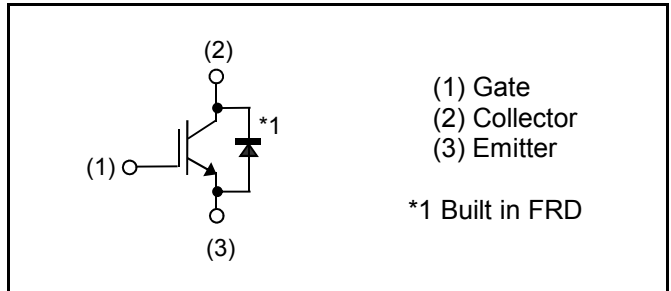 (2)
*1
(1)
(3)
(1) Gate
(2) Collector
(3) Emitter
*1 Built in FRD